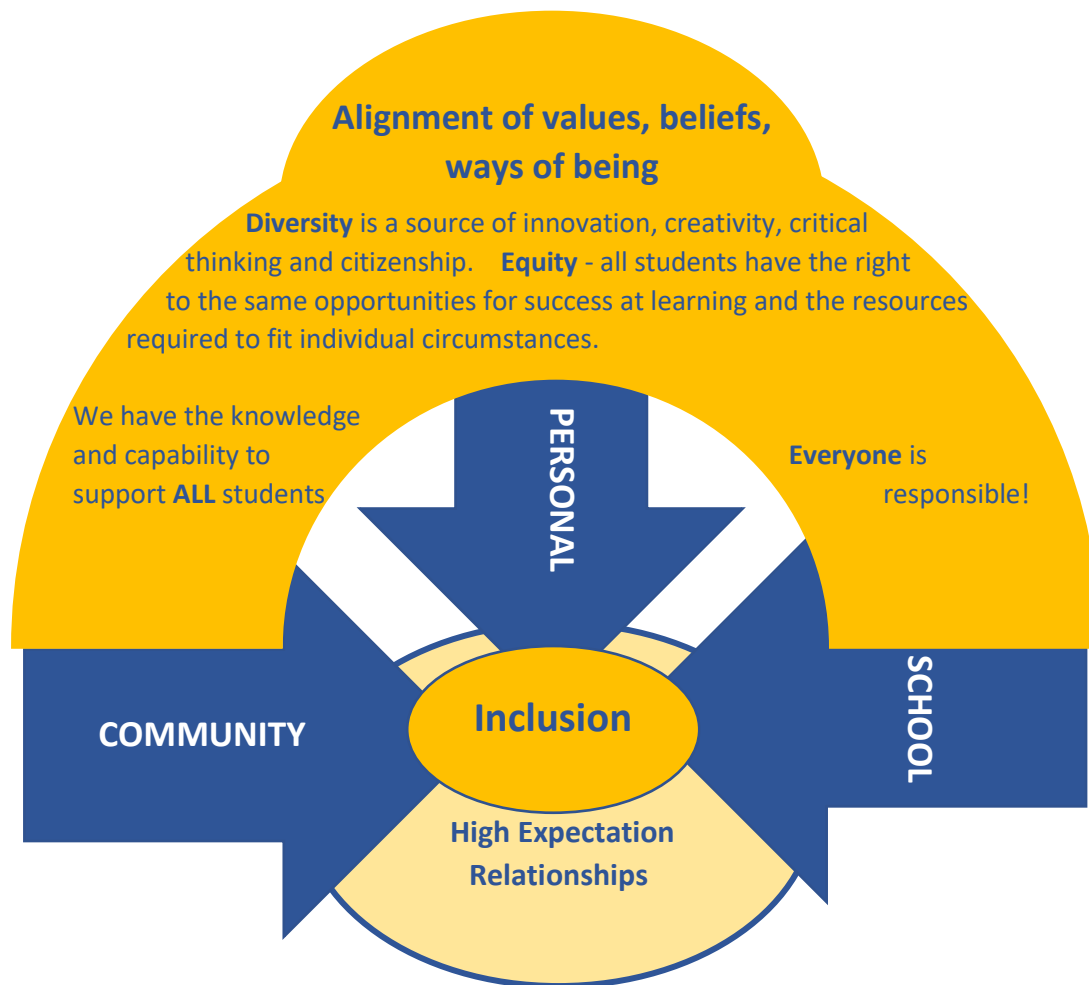 Alignment of values, beliefs,
ways of being
Diversity is a source of innovation, creativity, critical
thinking and citizenship. Equity - all students have the right
to the same opportunities for success at learning and the resources
required to fit individual circumstances.
We have the knowledge
and capability to
support ALL students
Everyone is
responsible!
PERSONAL
COMMUNITY
SCHOOL
Inclusion
High Expectation
Relationships